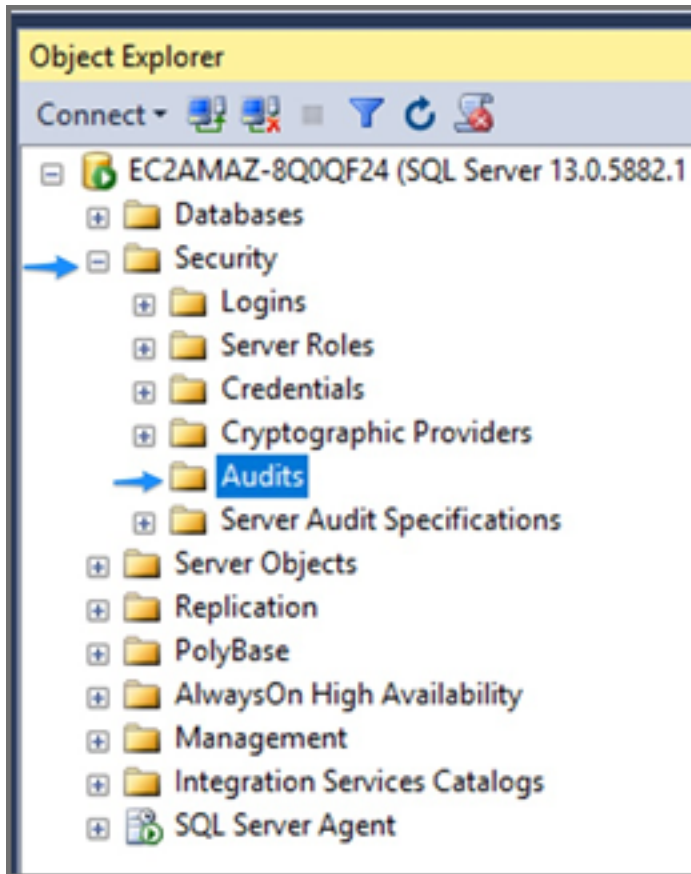 Object Explorer
Connect
EC2AMAZ-8Q0QF24 (SQL Server 13.0.5882.1
Databases
Security
Logins
Server Roles
Credentials
Cryptographic Providers
Audits
Server Audit Specifications
Server Objects
Replication
PolyBase
AlwaysOn High Availability
Management
Integration Services Catalogs
SQL Server Agent